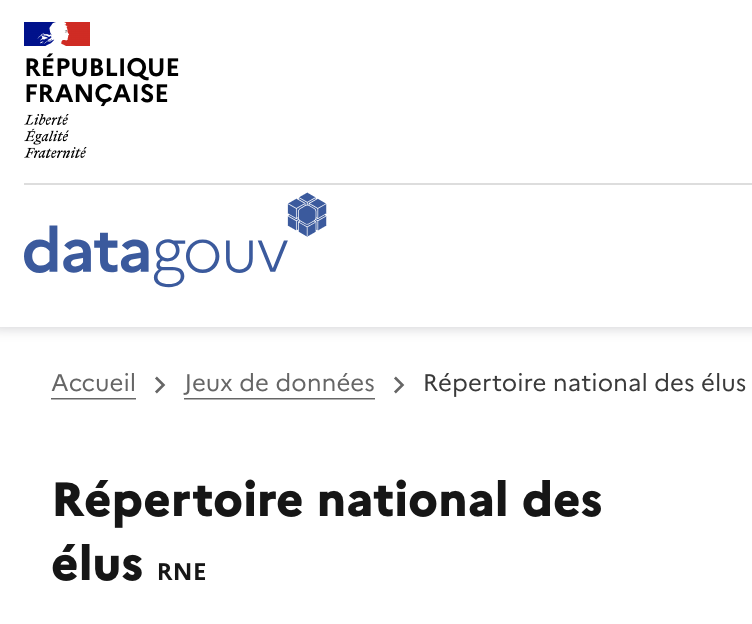 RÉPUBLIQUE
FRANÇAISE
Liberté
Égalité
Fraternité
datagouv
Accueil > Jeux de données > Répertoire national des élus
Répertoire national des
élus RNE